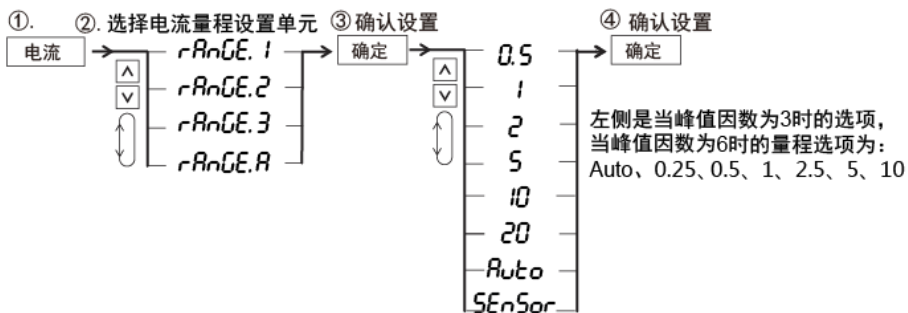 ①.
②. 选择电流量程设置单元
③ 确认设置
④ 确认设置
电流
rAnGE. 1
rAnGE.2
rAnGE.3
rAnGE.A
确定
0.5
1
2
5
10
20
Auto
SEnSor
确定
左侧是当峰值因数为3时的选项，
当峰值因数为6时的量程选项为：
Auto、0.25、0.5、1、2.5、5、10